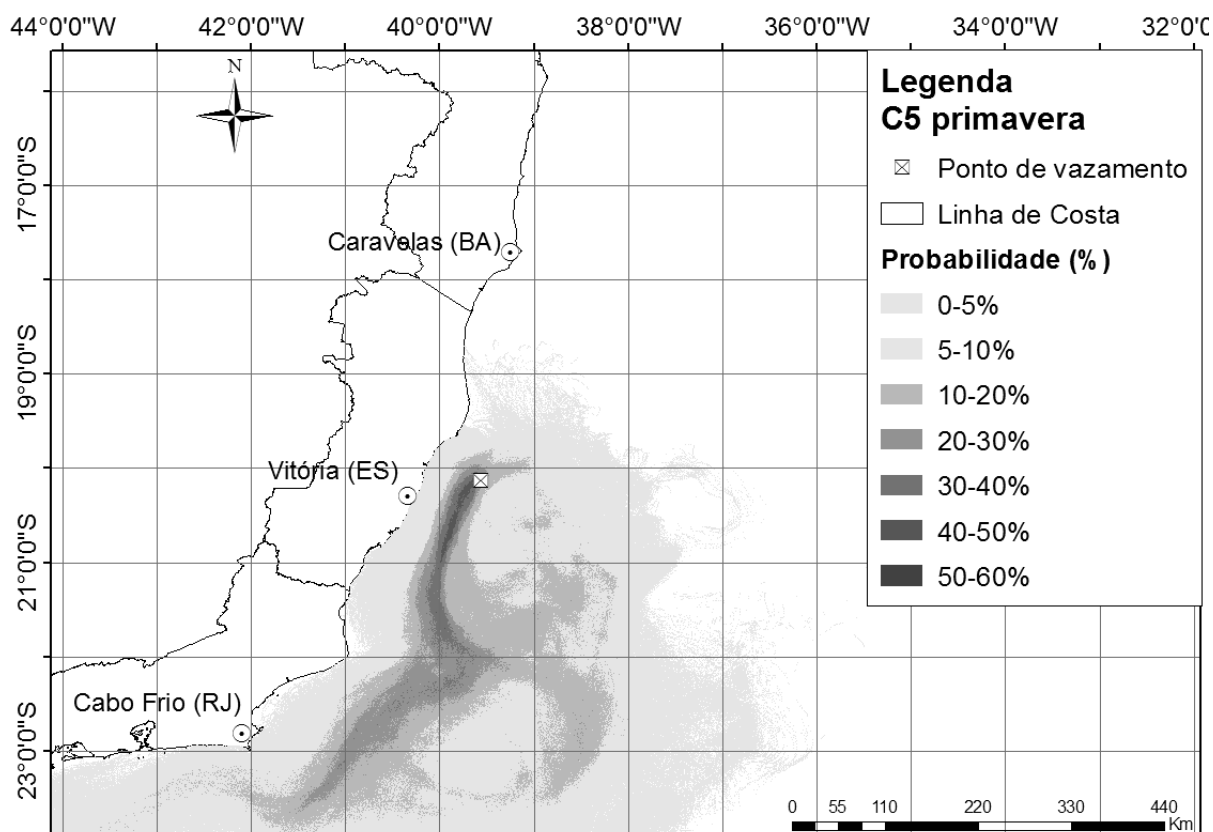 44°0'0"W 42°0'0"W 40°0'0"W 38°0'0"W 36°0'0"W 34°0'0"W 32°0'0
N
Legenda
C5 primavera
Ponto de vazamento
Linha de Costa
Probabilidade (%)
0-5%
5-10%
10-20%
20-30%
30-40%
40-50%
50-60%
17°0'0"S
19°0'0"S
21°0'0"S
23°0'0"S
Caravelas (BA)
Vitória (ES)
Cabo Frio (RJ)
0 55 110 220 330 440
Km